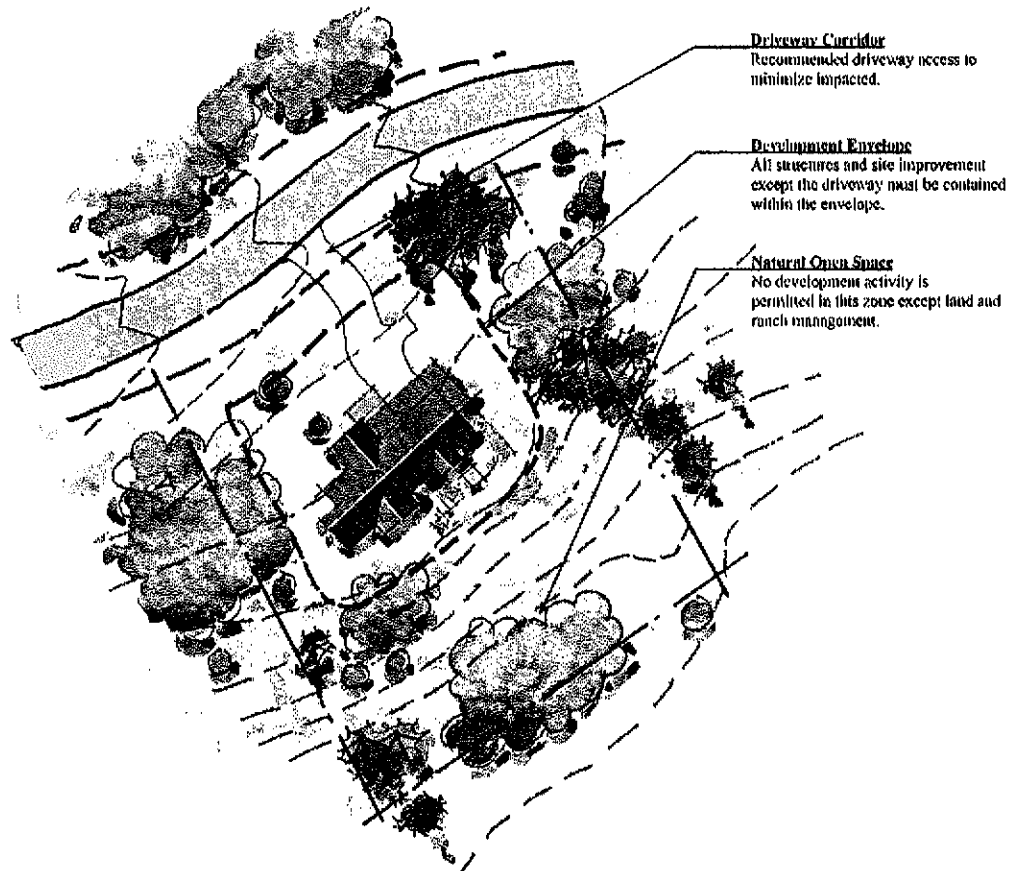 Driveway Corridor
Recommended driveway access to
minimize impacted.
Development Envelope
All structures and site improvement
except the driveway must be contained
within the envelope.
Natural Open Space
No development activity is
permitted in this zone except land and
ranch mangment.